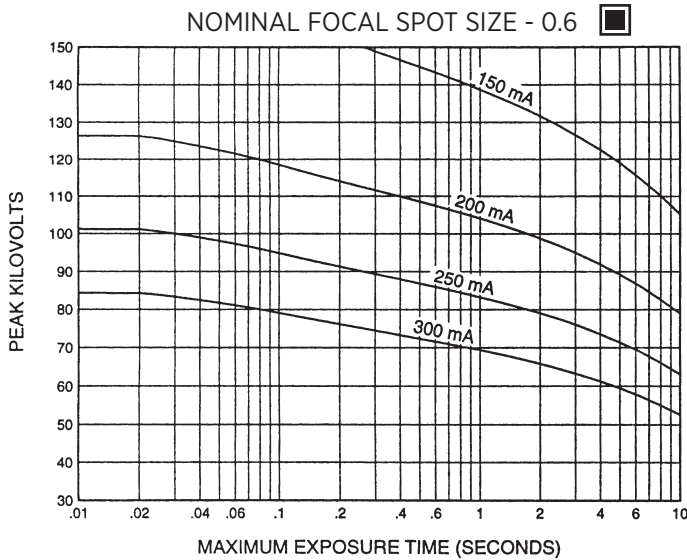 NOMINAL FOCAL SPOT SIZE - 0.6
150
140
130
120
110
100
90
80
70
60
50
40
30
PEAK KILOVOLTS
150 mA
200 mA
250 mA
300 mA
.01 .02 .04 .06 .1 .2 .4 .6 1 2 4 6 10
MAXIMUM EXPOSURE TIME (SECONDS)